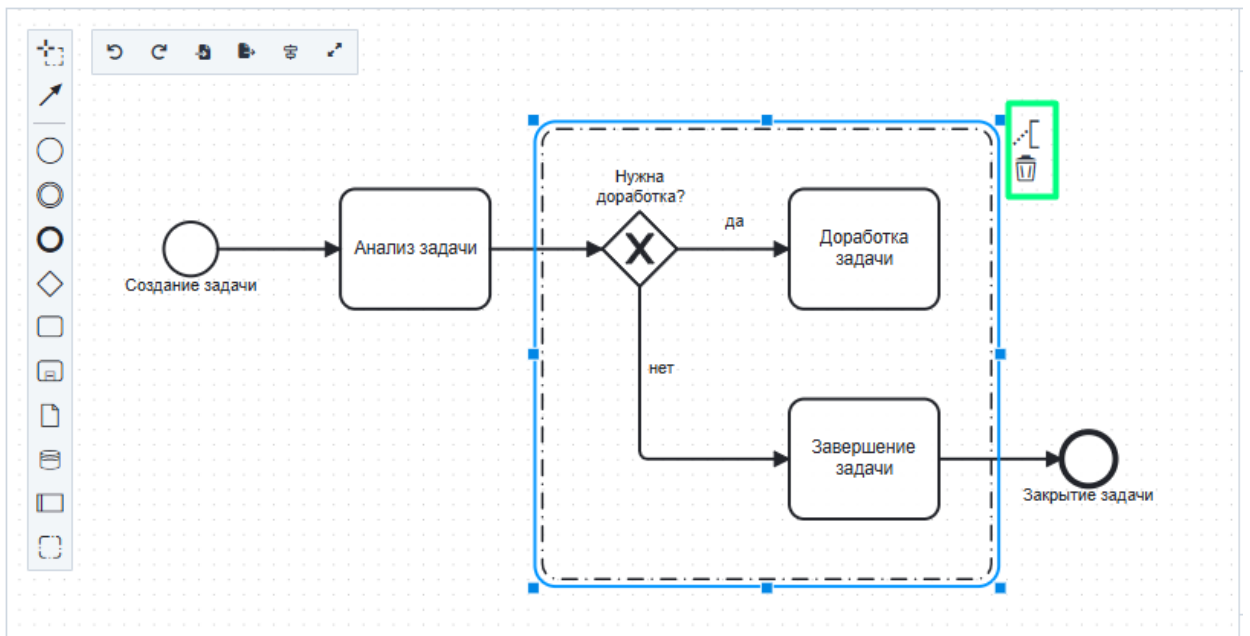 Нужна
доработка?
да
Доработка
задачи
Анализ задачи
Создание задачи
нет
Завершение
задачи
Закрытие задачи